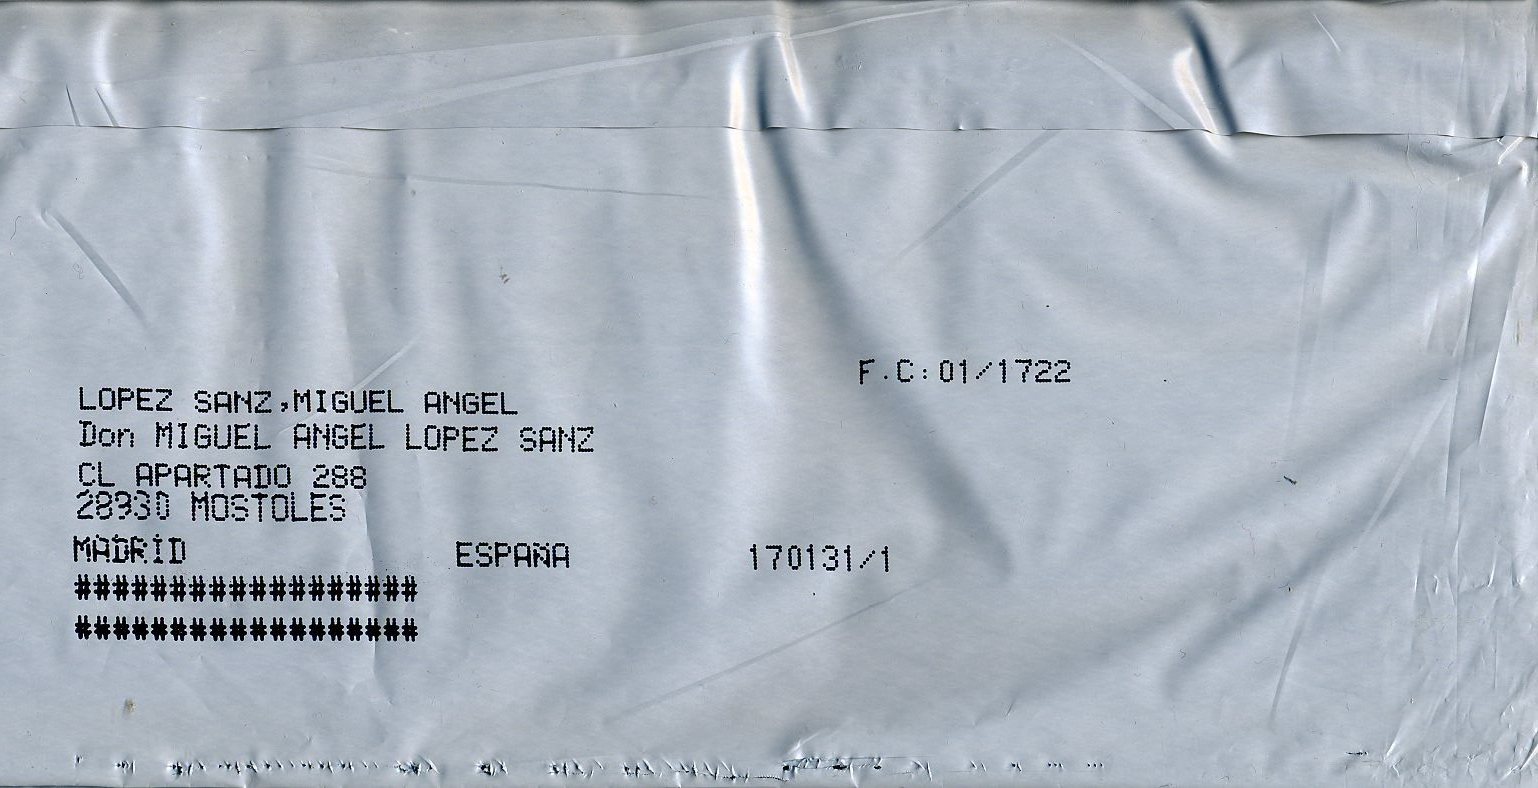 F.C:01/1722
LOPEZ SANZ,MIGUEL ANGEL
Don MIGUEL ANGEL LOPEZ SANZ
CL APARTADO 288
28930 MOSTOLES
MADRID ESPAÑA 170131/1
##################
##################